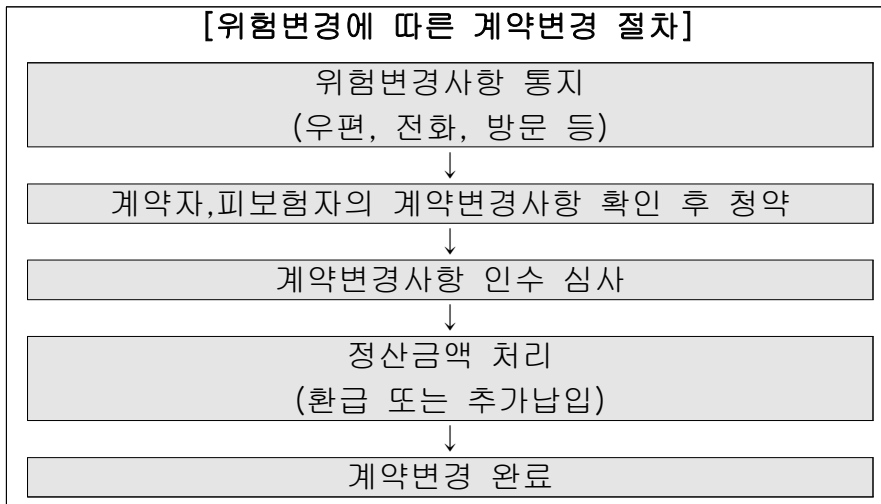 [위험변경에 따른 계약변경 절차]
위험변경사항 통지
(우편, 전화, 방문 등)
↓
계약자,피보험자의 계약변경사항 확인 후 청약
↓
계약변경사항 인수 심사
↓
정산금액 처리
(환급 또는 추가납입)
↓
계약변경 완료